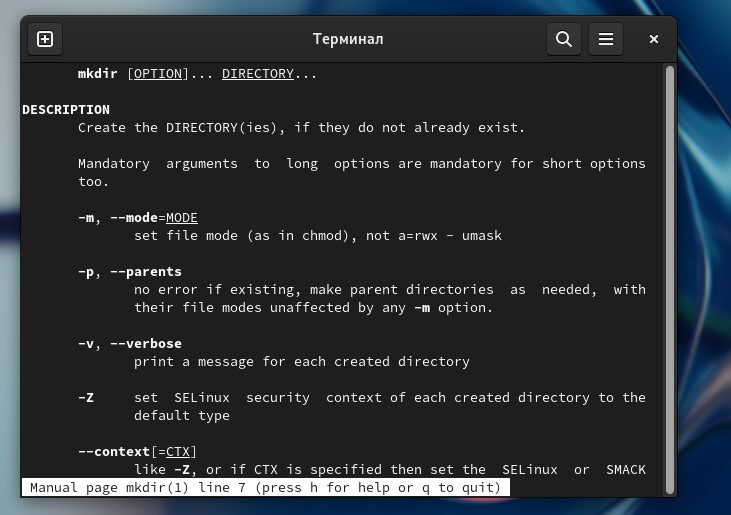 Терминал
mkdir [OPTION]... DIRECTORY...
DESCRIPTION
Create the DIRECTORY(ies), if they do not already exist.
Mandatory arguments to long options are mandatory for short options
too.
-m, --mode=MODE
set file mode (as in chmod), not a=rwx - umask
-p, --parents
no error if existing, make parent directories as needed, with
their file modes unaffected by any -m option.
-v, --verbose
print a message for each created directory
-Z set SELinux security context of each created directory to the
default type
--context[=CTX]
like -Z, or if CTX is specified then set the SELinux or SMACK
Manual page mkdir(1) line 7 (press h for help or q to quit)